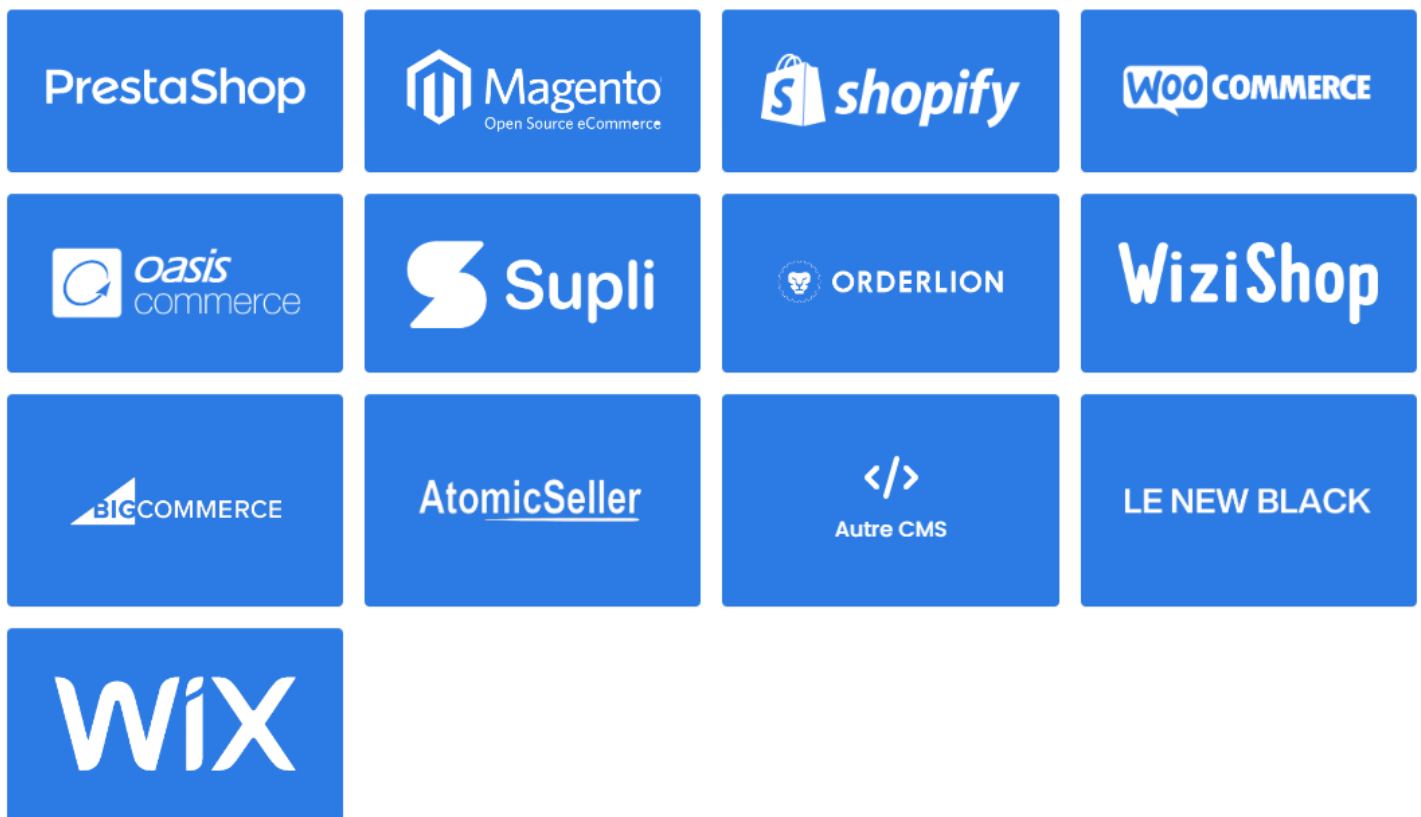 PrestaShop
Magento
Open Source eCommerce
S shopify
WOO COMMERCE
oasis
commerce
Supli
ORDERLION
WiziShop
BIGCOMMERCE
AtomicSeller
</>
Autre CMS
LE NEW BLACK
WiX